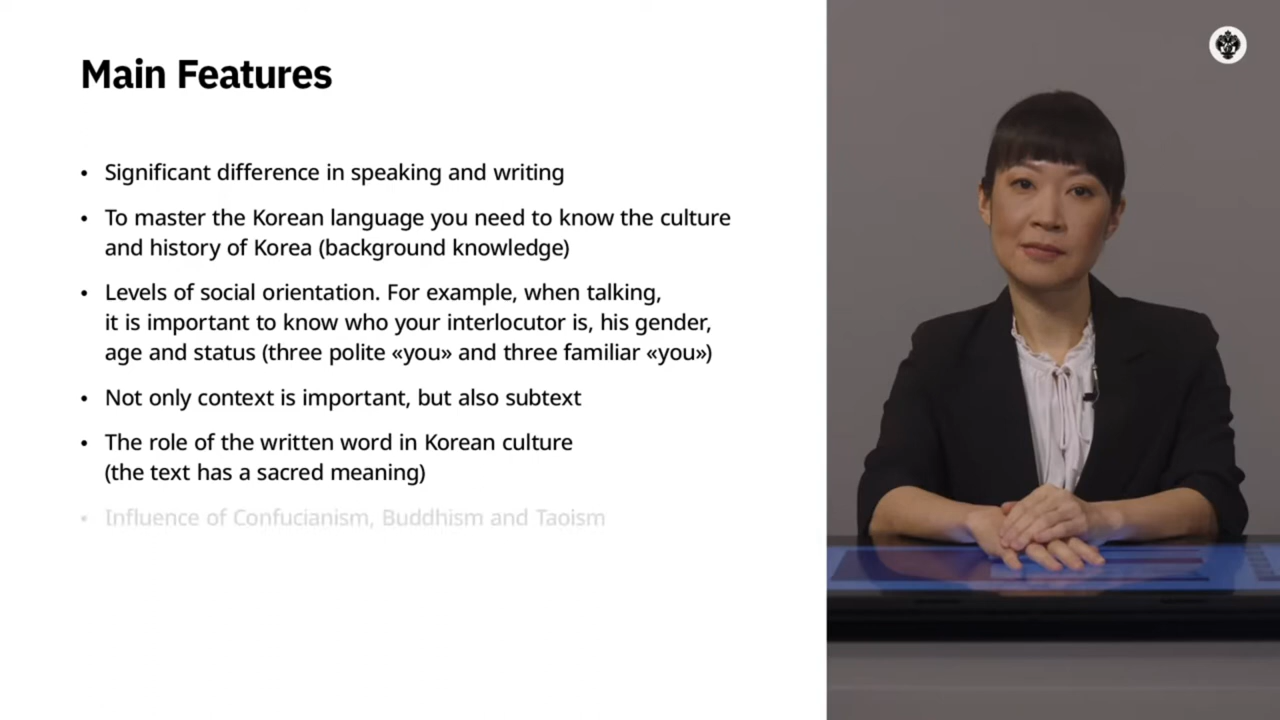 Main Features
• Significant difference in speaking and writing
• To master the Korean language you need to know the culture
and history of Korea (background knowledge)
• Levels of social orientation. For example, when talking,
it is important to know who your interlocutor is, his gender,
age and status (three polite «you» and three familiar «you»)
• Not only context is important, but also subtext
• The role of the written word in Korean culture
(the text has a sacred meaning)
• Influence of Confucianism, Buddhism and Taoism